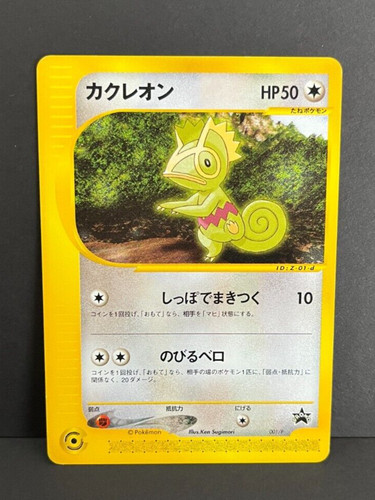 カクレオン HP50
たねポケモン
ID:Z-01-d
しっぽでまきつく 10
コインを1回投げ、「おもて」なら、相手を「マヒ」状態にする。
のびるベロ
コインを1回投げ、「おもて」なら、相手の場のポケモン1ぴきに、「弱点・抵抗力」に
関係なく、20ダメージ。
弱点 抵抗力 にげる
Illus.Ken Sugimori 001/P